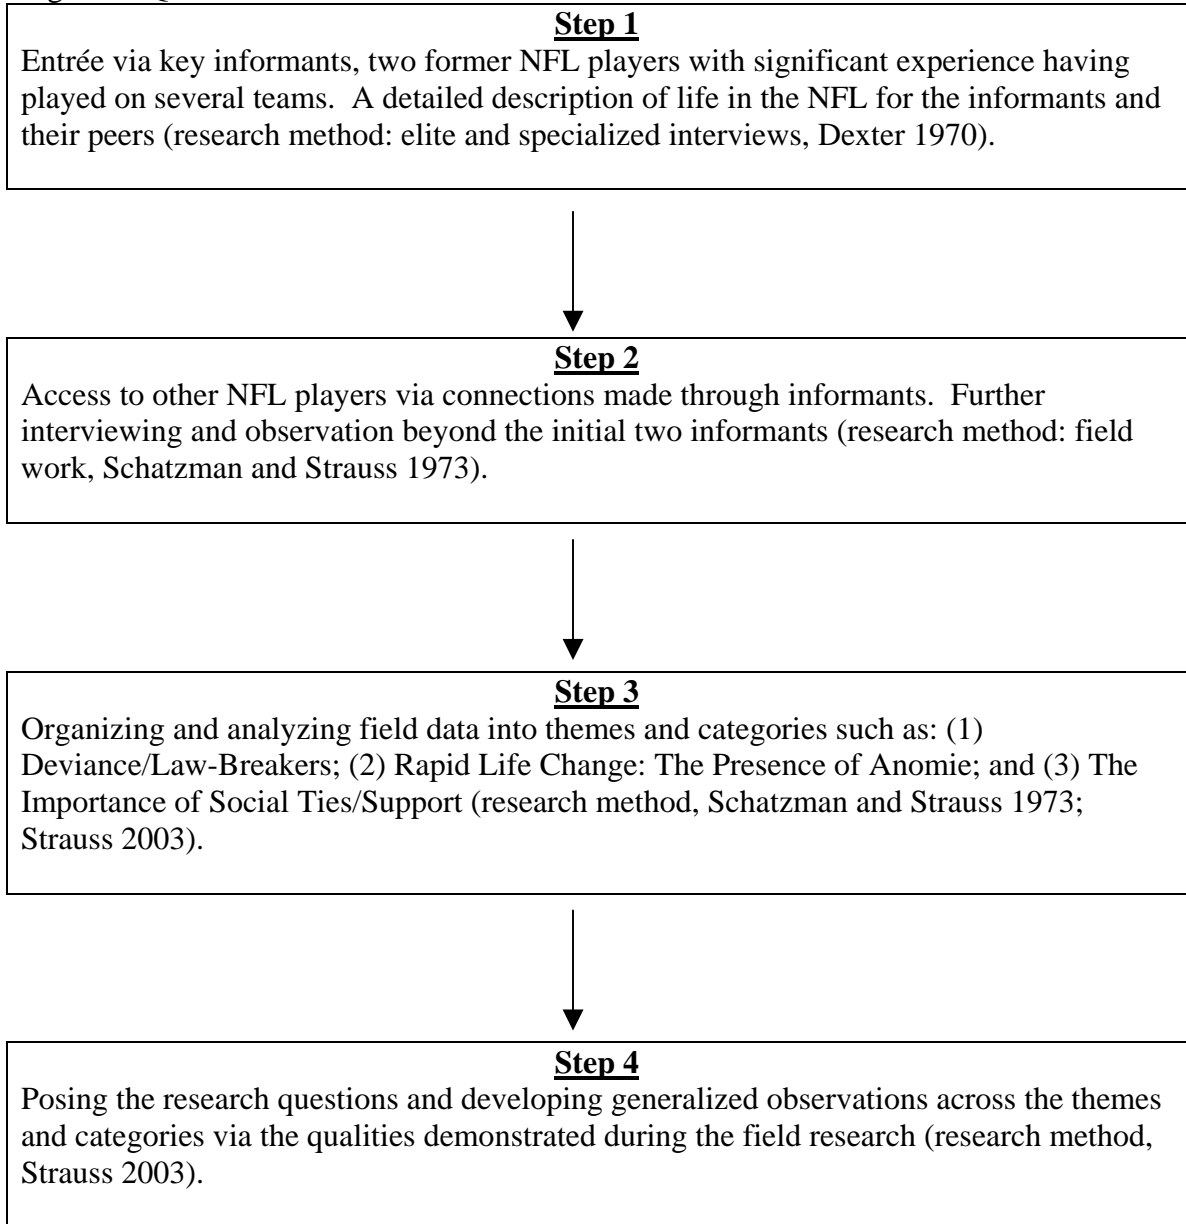 Step 1
Entrée via key informants, two former NFL players with significant experience having
played on several teams.  A detailed description of life in the NFL for the informants and
their peers (research method: elite and specialized interviews, Dexter 1970).
Step 2
Access to other NFL players via connections made through informants.  Further
interviewing and observation beyond the initial two informants (research method: field
work, Schatzman and Strauss 1973).
Step 3
Organizing and analyzing field data into themes and categories such as: (1)
Deviance/Law-Breakers; (2) Rapid Life Change: The Presence of Anomie; and (3) The
Importance of Social Ties/Support (research method, Schatzman and Strauss 1973;
Strauss 2003).
Step 4
Posing the research questions and developing generalized observations across the themes
and categories via the qualities demonstrated during the field research (research method,
Strauss 2003).